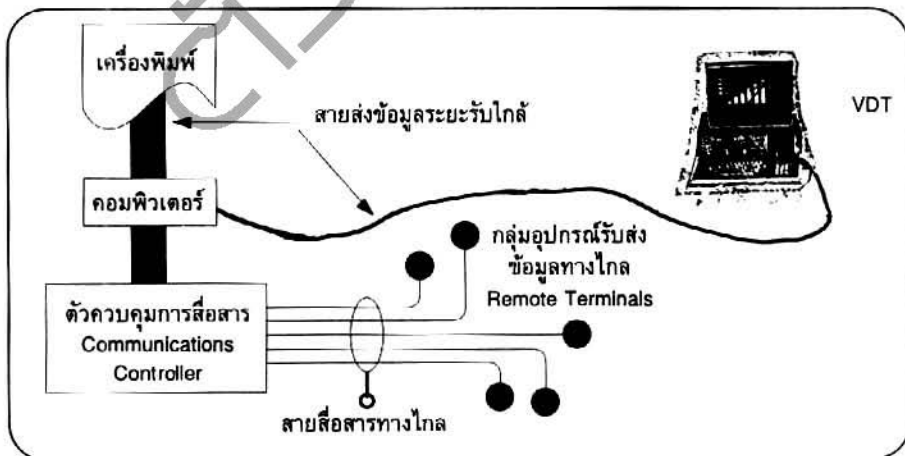 เครื่องพิมพ์
สายส่งข้อมูลระยะรับใกล้
VDT
คอมพิวเตอร์
กลุ่มอุปกรณ์รับส่ง
ข้อมูลทางไกล
Remote Terminals
ตัวควบคุมการสื่อสาร
Communications
Controller
สายสื่อสารทางไกล